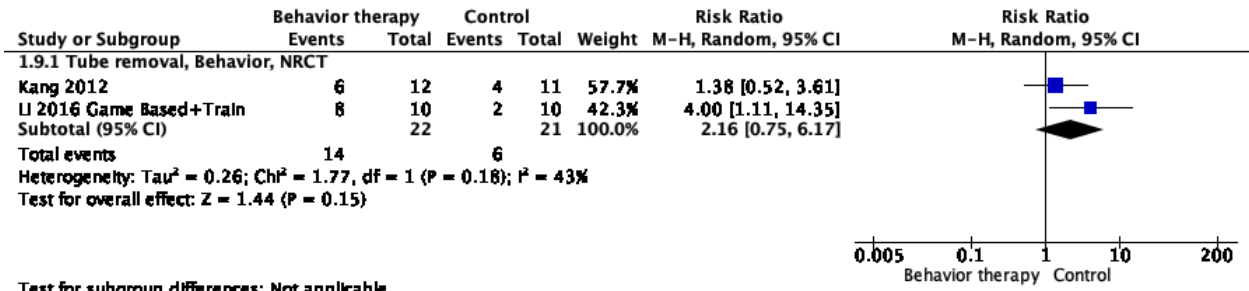 Behavior therapy Control Risk Ratio Risk Ratio
Study or Subgroup Events Total Events Total Weight M-H, Random, 95% CI M-H, Random, 95% CI
1.9.1 Tube removal, Behavior, NRCT
Kang 2012 6 12 4 11 57.7% 1.38 [0.52, 3.61]
LI 2016 Game Based+Train 8 10 2 10 42.3% 4.00 [1.11, 14.35]
Subtotal (95% CI) 22 21 100.0% 2.16 [0.75, 6.17]
Total events 14 6
Heterogeneity: Tau² = 0.26; Chi² = 1.77, df = 1 (P = 0.18); I² = 43%
Test for overall effect: Z = 1.44 (P = 0.15)
0.005 0.1 1 10 200
Behavior therapy Control
Test for subgroup differences: Not applicable